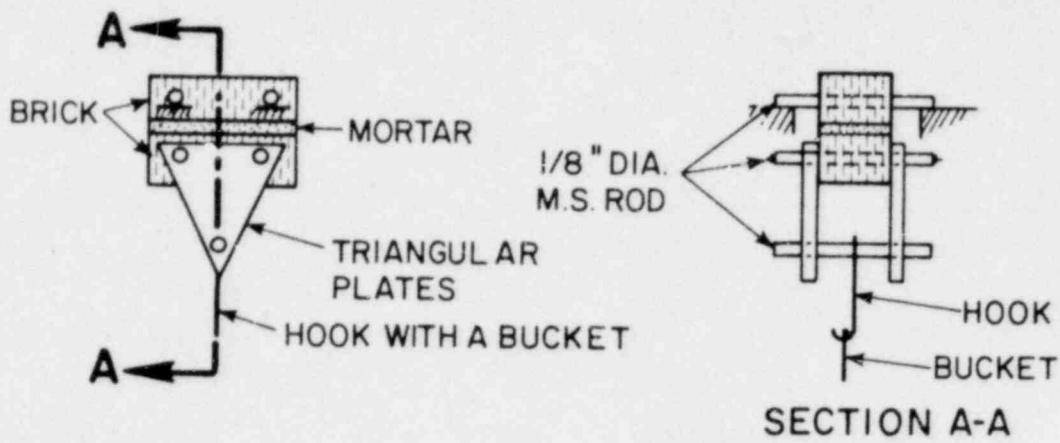 A
BRICK
MORTAR
TRIANGULAR
PLATES
HOOK WITH A BUCKET
A
1/8" DIA.
M.S. ROD
HOOK
BUCKET
SECTION A-A